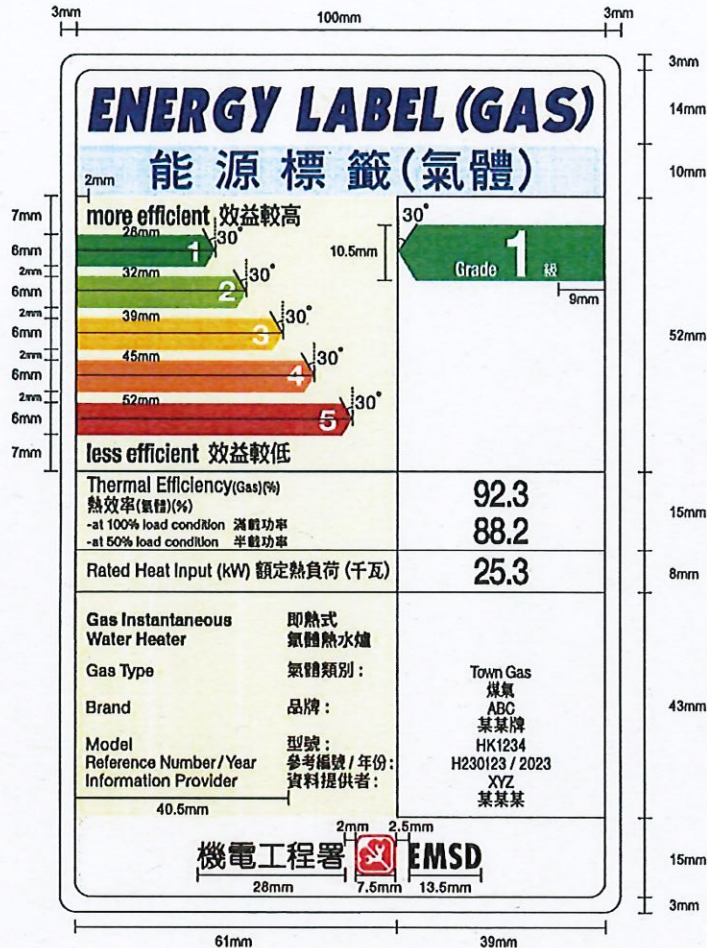 3mm
100mm
3mm
3mm
ENERGY LABEL (GAS)
14mm
能源標籤(氣體)
10mm
2mm
7mm
more efficient 效益較高
30°
26mm
30°
6mm
1
10.5mm
Grade 1 級
2mm
32mm
30°
9mm
6mm
2
2mm
39mm
30°
6mm
3
52mm
2mm
45mm
30°
6mm
4
2mm
52mm
30°
6mm
5
7mm
less efficient 效益較低
Thermal Efficiency(Gas)(%)
熱效率(氣體)(%)
92.3
-at 100% load condition 滿載功率
15mm
-at 50% load condition 半載功率
88.2
Rated Heat Input (kW) 額定熱負荷 (千瓦)
25.3
8mm
Gas Instantaneous 即熱式
Water Heater 氣體熱水爐
Gas Type 氣體類別 : Town Gas
煤氣
Brand 品牌 : ABC
43mm
某某牌
Model 型號 : HK1234
Reference Number / Year 參考編號 / 年份 : H230123 / 2023
Information Provider 資料提供者 : XYZ
某某某
40.5mm
2mm
2.5mm
機電工程署 EMSD
15mm
28mm
7.5mm
13.5mm
3mm
61mm
39mm